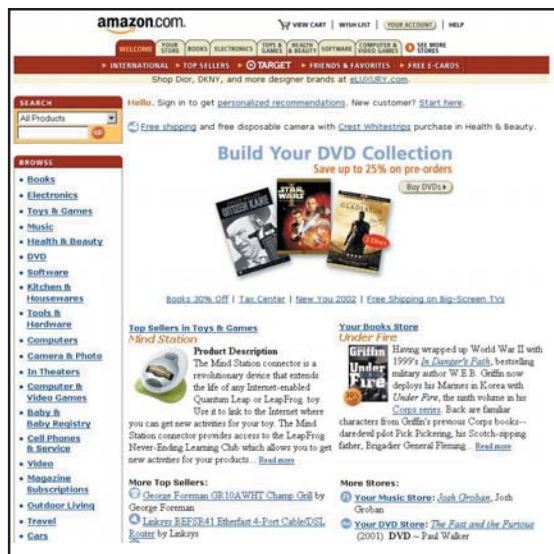 amazon.com.
VIEW CART | WISH LIST | YOUR ACCOUNT | HELP
WELCOME
YOUR STORE
BOOKS
ELECTRONICS
TOYS & GAMES
HEALTH & BEAUTY
SOFTWARE
COMPUTER & VIDEO GAMES
SEE MORE STORES
INTERNATIONAL
TOP SELLERS
TARGET
FRIENDS & FAVORITES
FREE E-CARDS
Shop Dior, DKNY, and more designer brands at eLUXURY.com.
SEARCH
All Products
GO!
BROWSE
• Books
• Electronics
• Toys & Games
• Music
• Health & Beauty
• DVD
• Software
• Kitchen &
Housewares
• Tools &
Hardware
• Computers
• Camera & Photo
• In Theaters
• Computer &
Video Games
• Baby &
Baby Registry
• Cell Phones
& Service
• Video
• Magazine
Subscriptions
• Outdoor Living
• Travel
• Cars
Hello. Sign in to get personalized recommendations. New customer? Start here.
Free shipping and free disposable camera with Crest Whitestrips purchase in Health & Beauty.
Build Your DVD Collection
Save up to 25% on pre-orders
Buy DVDs
CITIZEN KANE
STAR WARS
GLADIATOR
Books 30% Off | Tax Center | New You 2002 | Free Shipping on Big-Screen TVs
Top Sellers in Toys & Games
Mind Station
Product Description
The Mind Station connector is a
revolutionary device that extends
the life of any Internet-enabled
Quantum Leap or LeapFrog toy.
Use it to link to the Internet where
you can get new activities for your toy. The Mind
Station connector provides access to the LeapFrog
Never-Ending Learning Club which allows you to get
new activities for your products... Read more
More Top Sellers:
George Foreman GR10AWHT Champ Grill by
George Foreman
Linksys BEFSR41 Etherfast 4-Port Cable/DSL
Router by Linksys
Your Books Store
Under Fire
Griffin
Under
Fire
30%
Having wrapped up World War II with
1999's In Danger's Path, bestselling
military author W.E.B. Griffin now
deploys his Marines in Korea with
Under Fire, the ninth volume in his
Corps series. Back are familiar
characters from Griffin's previous Corps books--
daredevil pilot Pick Pickering, his Scotch-sipping
father, Brigadier General Fleming... Read more
More Stores:
Your Music Store: Josh Groban, Josh
Groban
Your DVD Store: The Fast and the Furious
(2001) DVD ~ Paul Walker